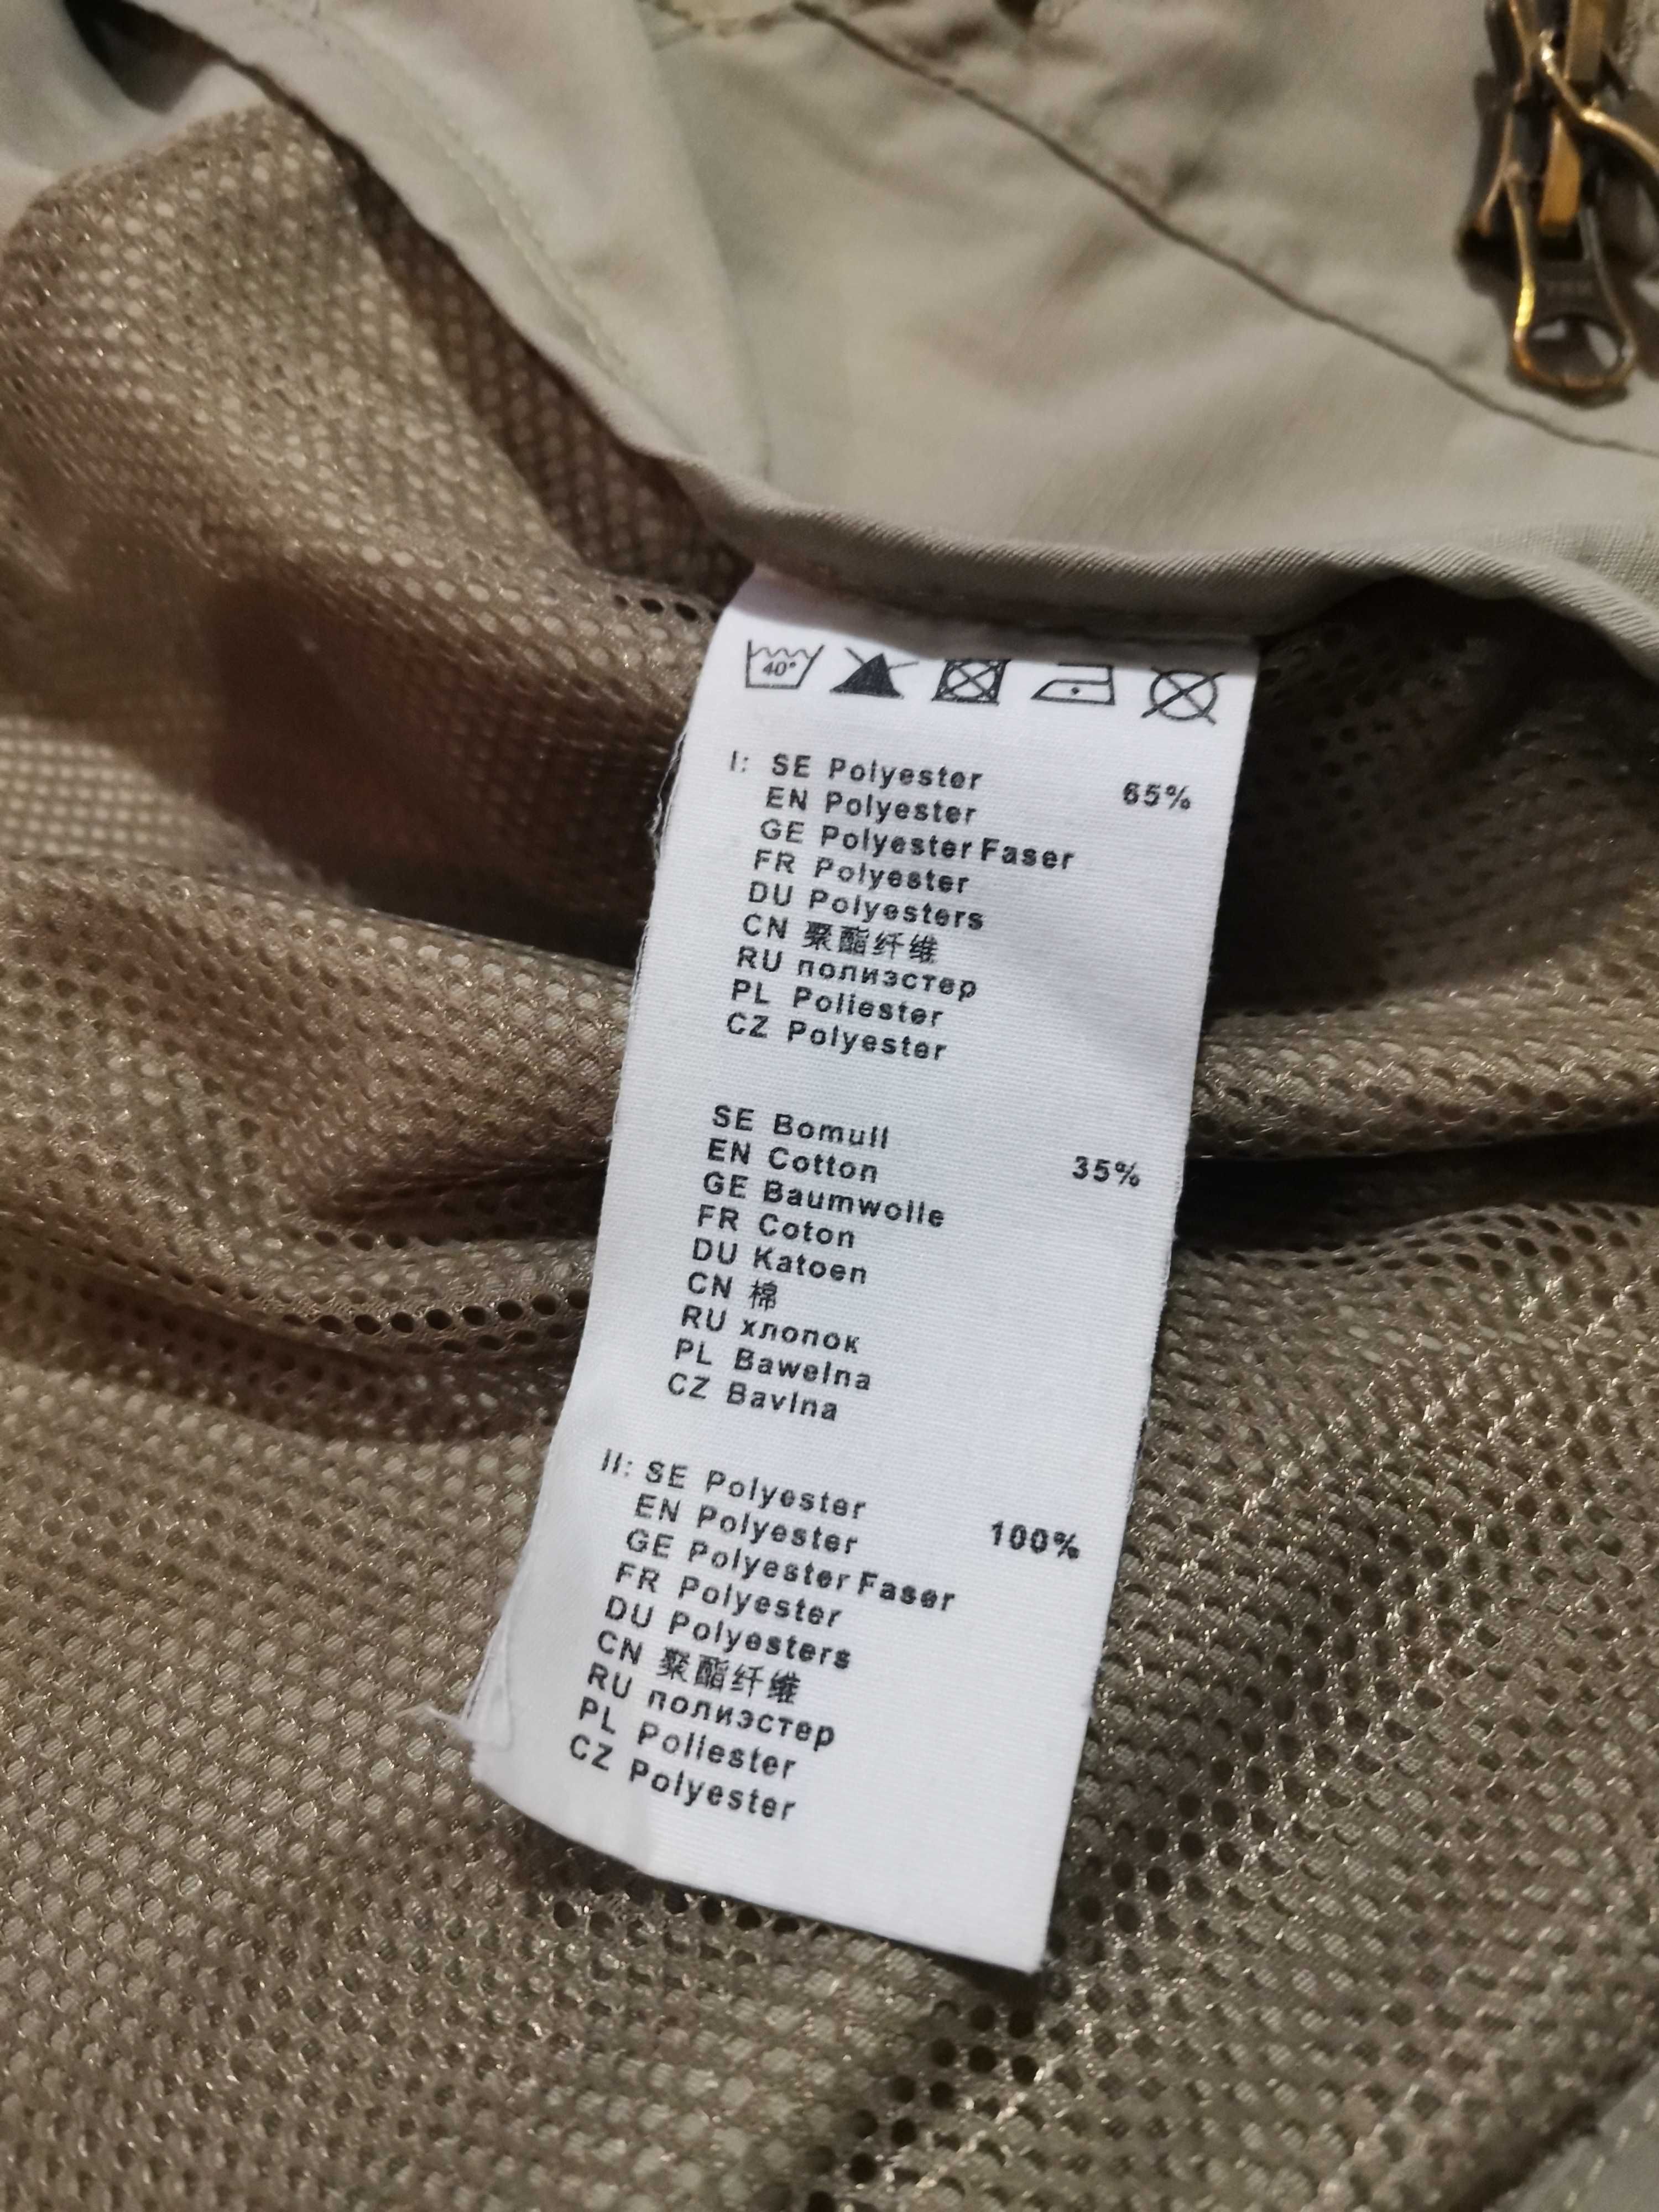 40°
I: SE Polyester 65%
EN Polyester
GE Polyester Faser
FR Polyester
DU Polyesters
CN 聚酯纤维
RU полиэстер
PL Poliester
CZ Polyester
SE Bomull 35%
EN Cotton
GE Baumwolle
FR Coton
DU Katoen
CN 棉
RU хлопок
PL Bawelna
CZ Bavlna
II: SE Polyester 100%
EN Polyester
GE Polyester Faser
FR Polyester
DU Polyesters
CN 聚酯纤维
RU полиэстер
PL Poliester
CZ Polyester